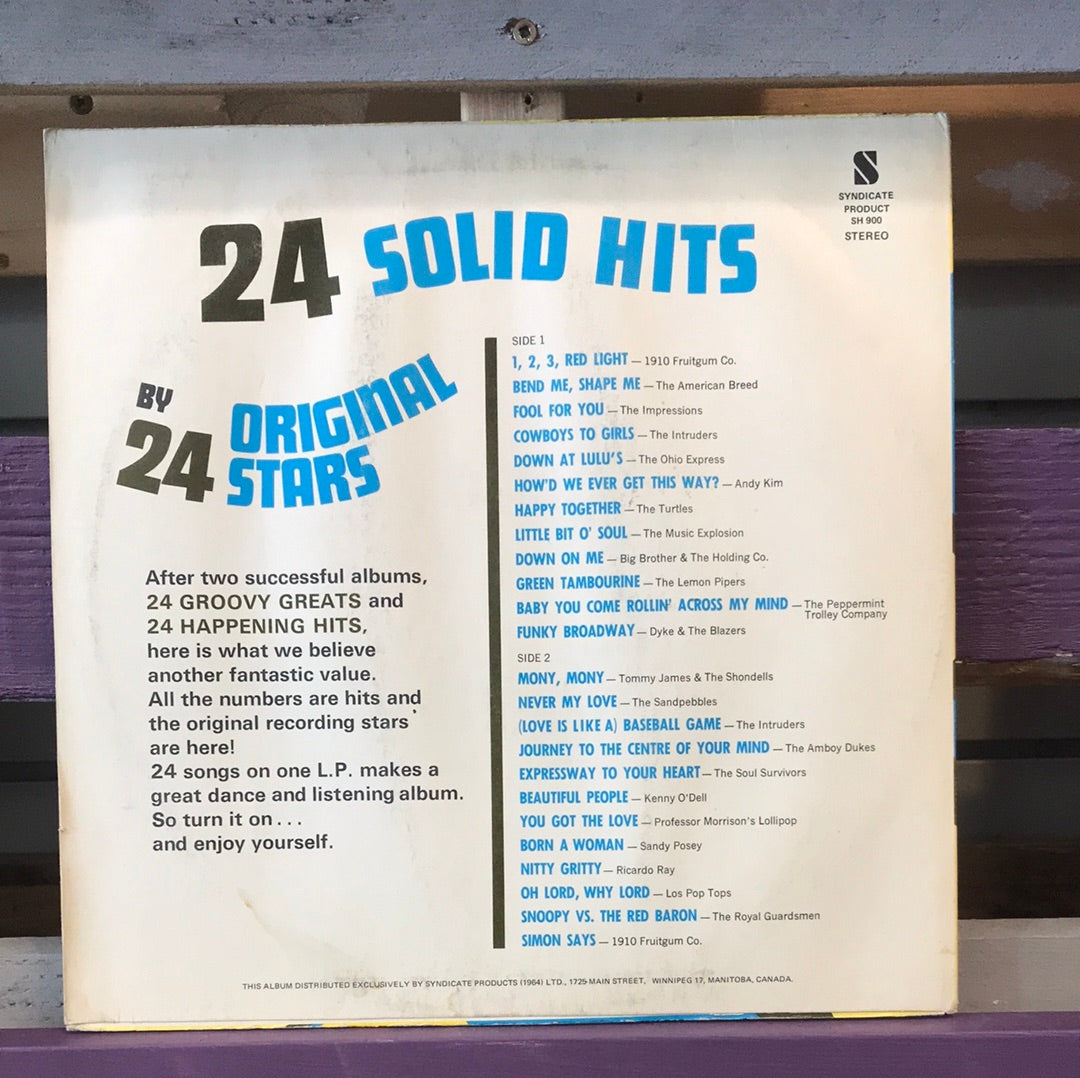 S
SYNDICATE
PRODUCT
SH 900
STEREO
24 SOLID HITS
BY
24 ORIGINAL
STARS
After two successful albums,
24 GROOVY GREATS and
24 HAPPENING HITS,
here is what we believe
another fantastic value.
All the numbers are hits and
the original recording stars
are here!
24 songs on one L.P. makes a
great dance and listening album.
So turn it on . . .
and enjoy yourself.
SIDE 1
1, 2, 3, RED LIGHT — 1910 Fruitgum Co.
BEND ME, SHAPE ME — The American Breed
FOOL FOR YOU — The Impressions
COWBOYS TO GIRLS — The Intruders
DOWN AT LULU'S — The Ohio Express
HOW'D WE EVER GET THIS WAY? — Andy Kim
HAPPY TOGETHER — The Turtles
LITTLE BIT O' SOUL — The Music Explosion
DOWN ON ME — Big Brother & The Holding Co.
GREEN TAMBOURINE — The Lemon Pipers
BABY YOU COME ROLLIN' ACROSS MY MIND — The Peppermint
Trolley Company
FUNKY BROADWAY — Dyke & The Blazers
SIDE 2
MONY, MONY — Tommy James & The Shondells
NEVER MY LOVE — The Sandpebbles
(LOVE IS LIKE A) BASEBALL GAME — The Intruders
JOURNEY TO THE CENTRE OF YOUR MIND — The Amboy Dukes
EXPRESSWAY TO YOUR HEART — The Soul Survivors
BEAUTIFUL PEOPLE — Kenny O'Dell
YOU GOT THE LOVE — Professor Morrison's Lollipop
BORN A WOMAN — Sandy Posey
NITTY GRITTY — Ricardo Ray
OH LORD, WHY LORD — Los Pop Tops
SNOOPY VS. THE RED BARON — The Royal Guardsmen
SIMON SAYS — 1910 Fruitgum Co.
THIS ALBUM DISTRIBUTED EXCLUSIVELY BY SYNDICATE PRODUCTS (1964) LTD., 1725 MAIN STREET, WINNIPEG 17, MANITOBA, CANADA.